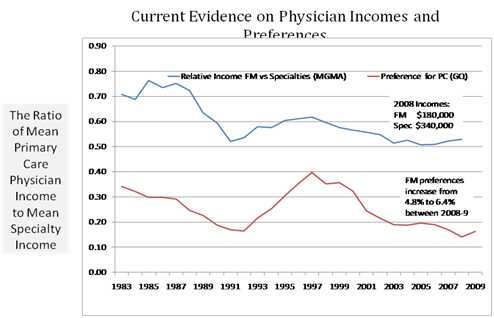 Current Evidence on Physician Incomes and
Preferences
The Ratio
of Mean
Primary
Care
Physician
Income
to Mean
Specialty
Income
0.90
0.80
0.70
0.60
0.50
0.40
0.30
0.20
0.10
0.00
Relative Income FM vs Specialties (MGMA)
Preference for PC (GQ)
2008 Incomes:
FM $180,000
Spec $340,000
FM preferences
increase from
4.8% to 6.4%
between 2008-9
1983 1985 1987 1989 1991 1993 1995 1997 1999 2001 2003 2005 2007 2009